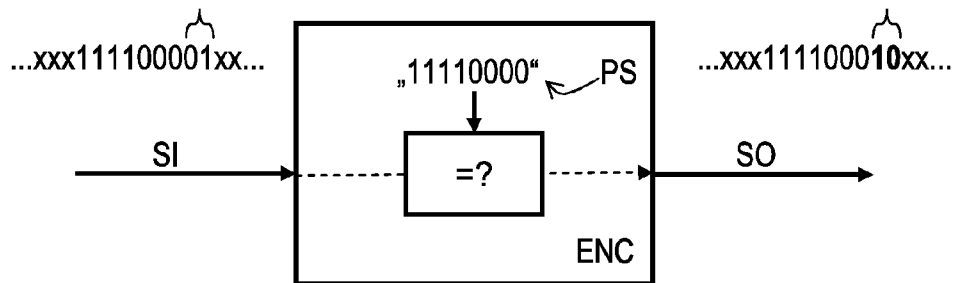 ...xxx111100001xx...
...xxx111100010xx...
„11110000“
PS
SI
=?
SO
ENC